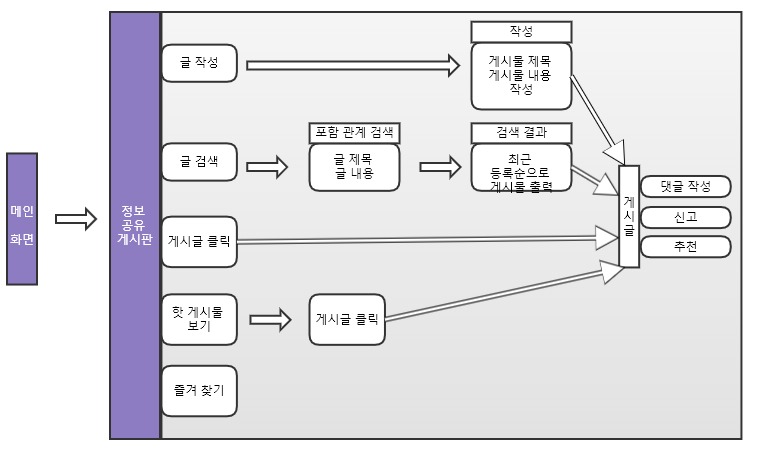 메인
화면
정보
공유
게시판
글 작성
작성
게시물 제목
게시물 내용
작성
글 검색
포함 관계 검색
글 제목
글 내용
검색 결과
최근
등록순으로
게시물 출력
게시글 클릭
핫 게시물
보기
게시글 클릭
즐겨 찾기
게
시
글
댓글 작성
신고
추천